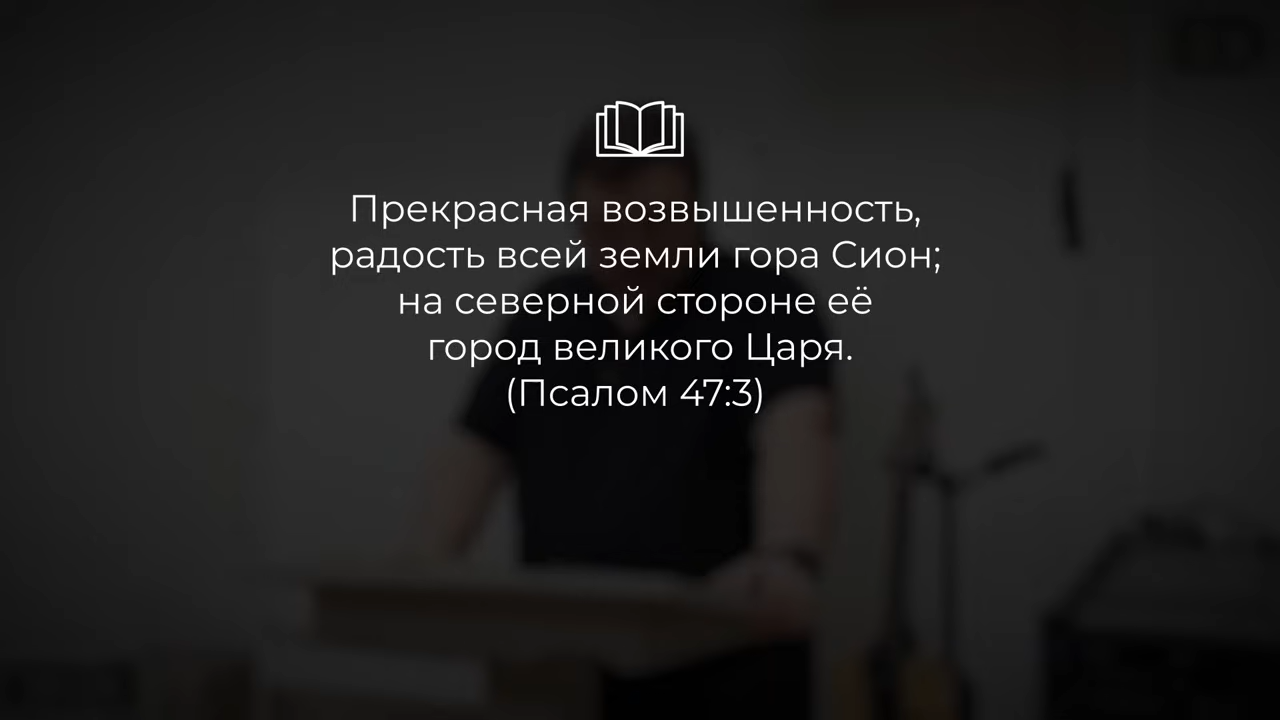 Прекрасная возвышенность,
радость всей земли гора Сион;
на северной стороне её
город великого Царя.
(Псалом 47:3)